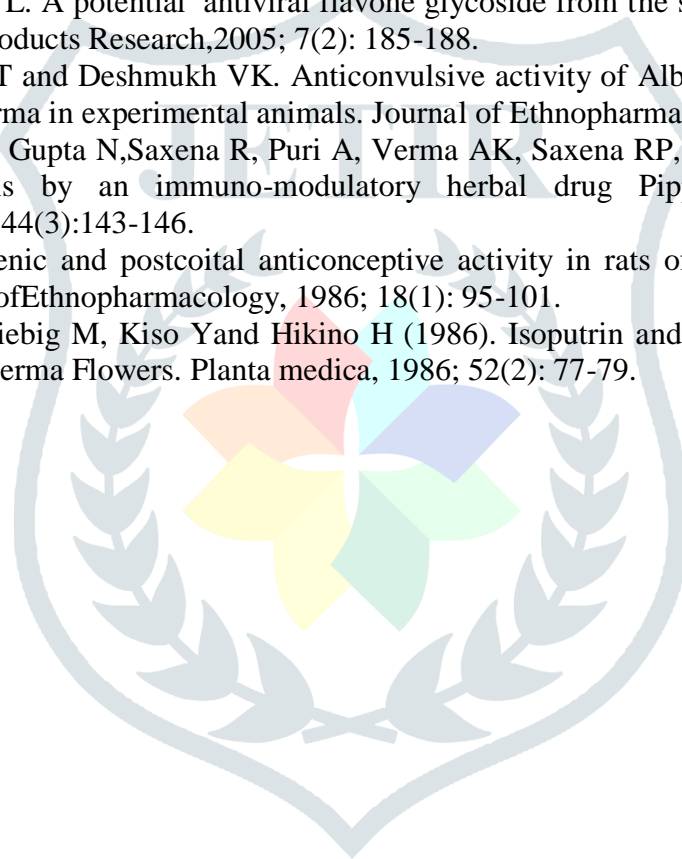 L. A potential antiviral flavone glycoside from the s
oducts Research,2005; 7(2): 185-188.
T and Deshmukh VK. Anticonvulsive activity of Alb
rma in experimental animals. Journal of Ethnopharma
Gupta N,Saxena R, Puri A, Verma AK, Saxena RP,
is by an immuno-modulatory herbal drug Pip
44(3):143-146.
enic and postcoital anticonceptive activity in rats o
ofEthnopharmacology, 1986; 18(1): 95-101.
iebig M, Kiso Yand Hikino H (1986). Isoputrin and
erma Flowers. Planta medica, 1986; 52(2): 77-79.
JETIR